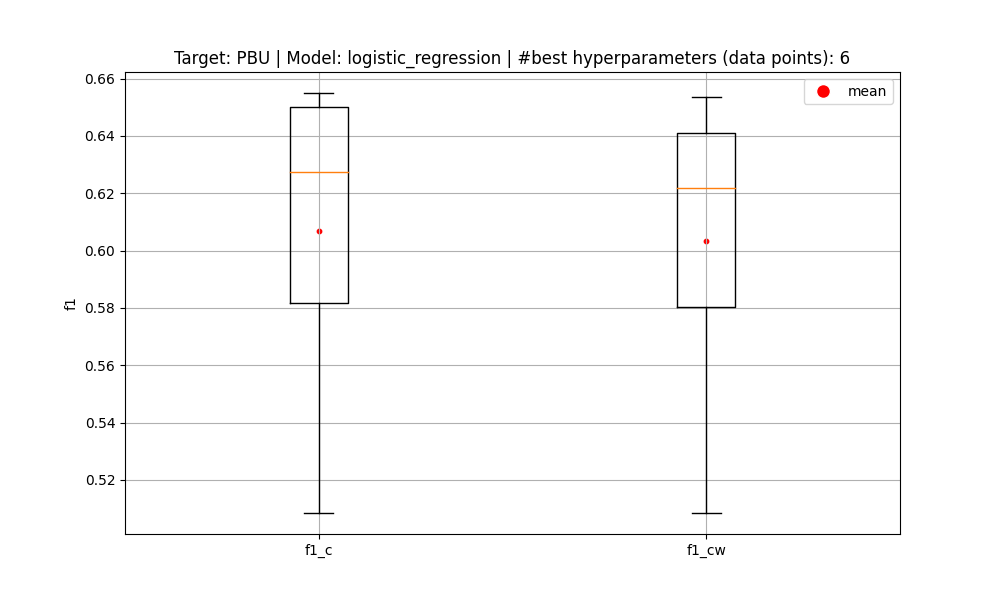 Target: PBU | Model: logistic_regression | #best hyperparameters (data points): 6
mean
0.66
0.64
0.62
0.60
0.58
0.56
0.54
0.52
f1
f1_c
f1_cw